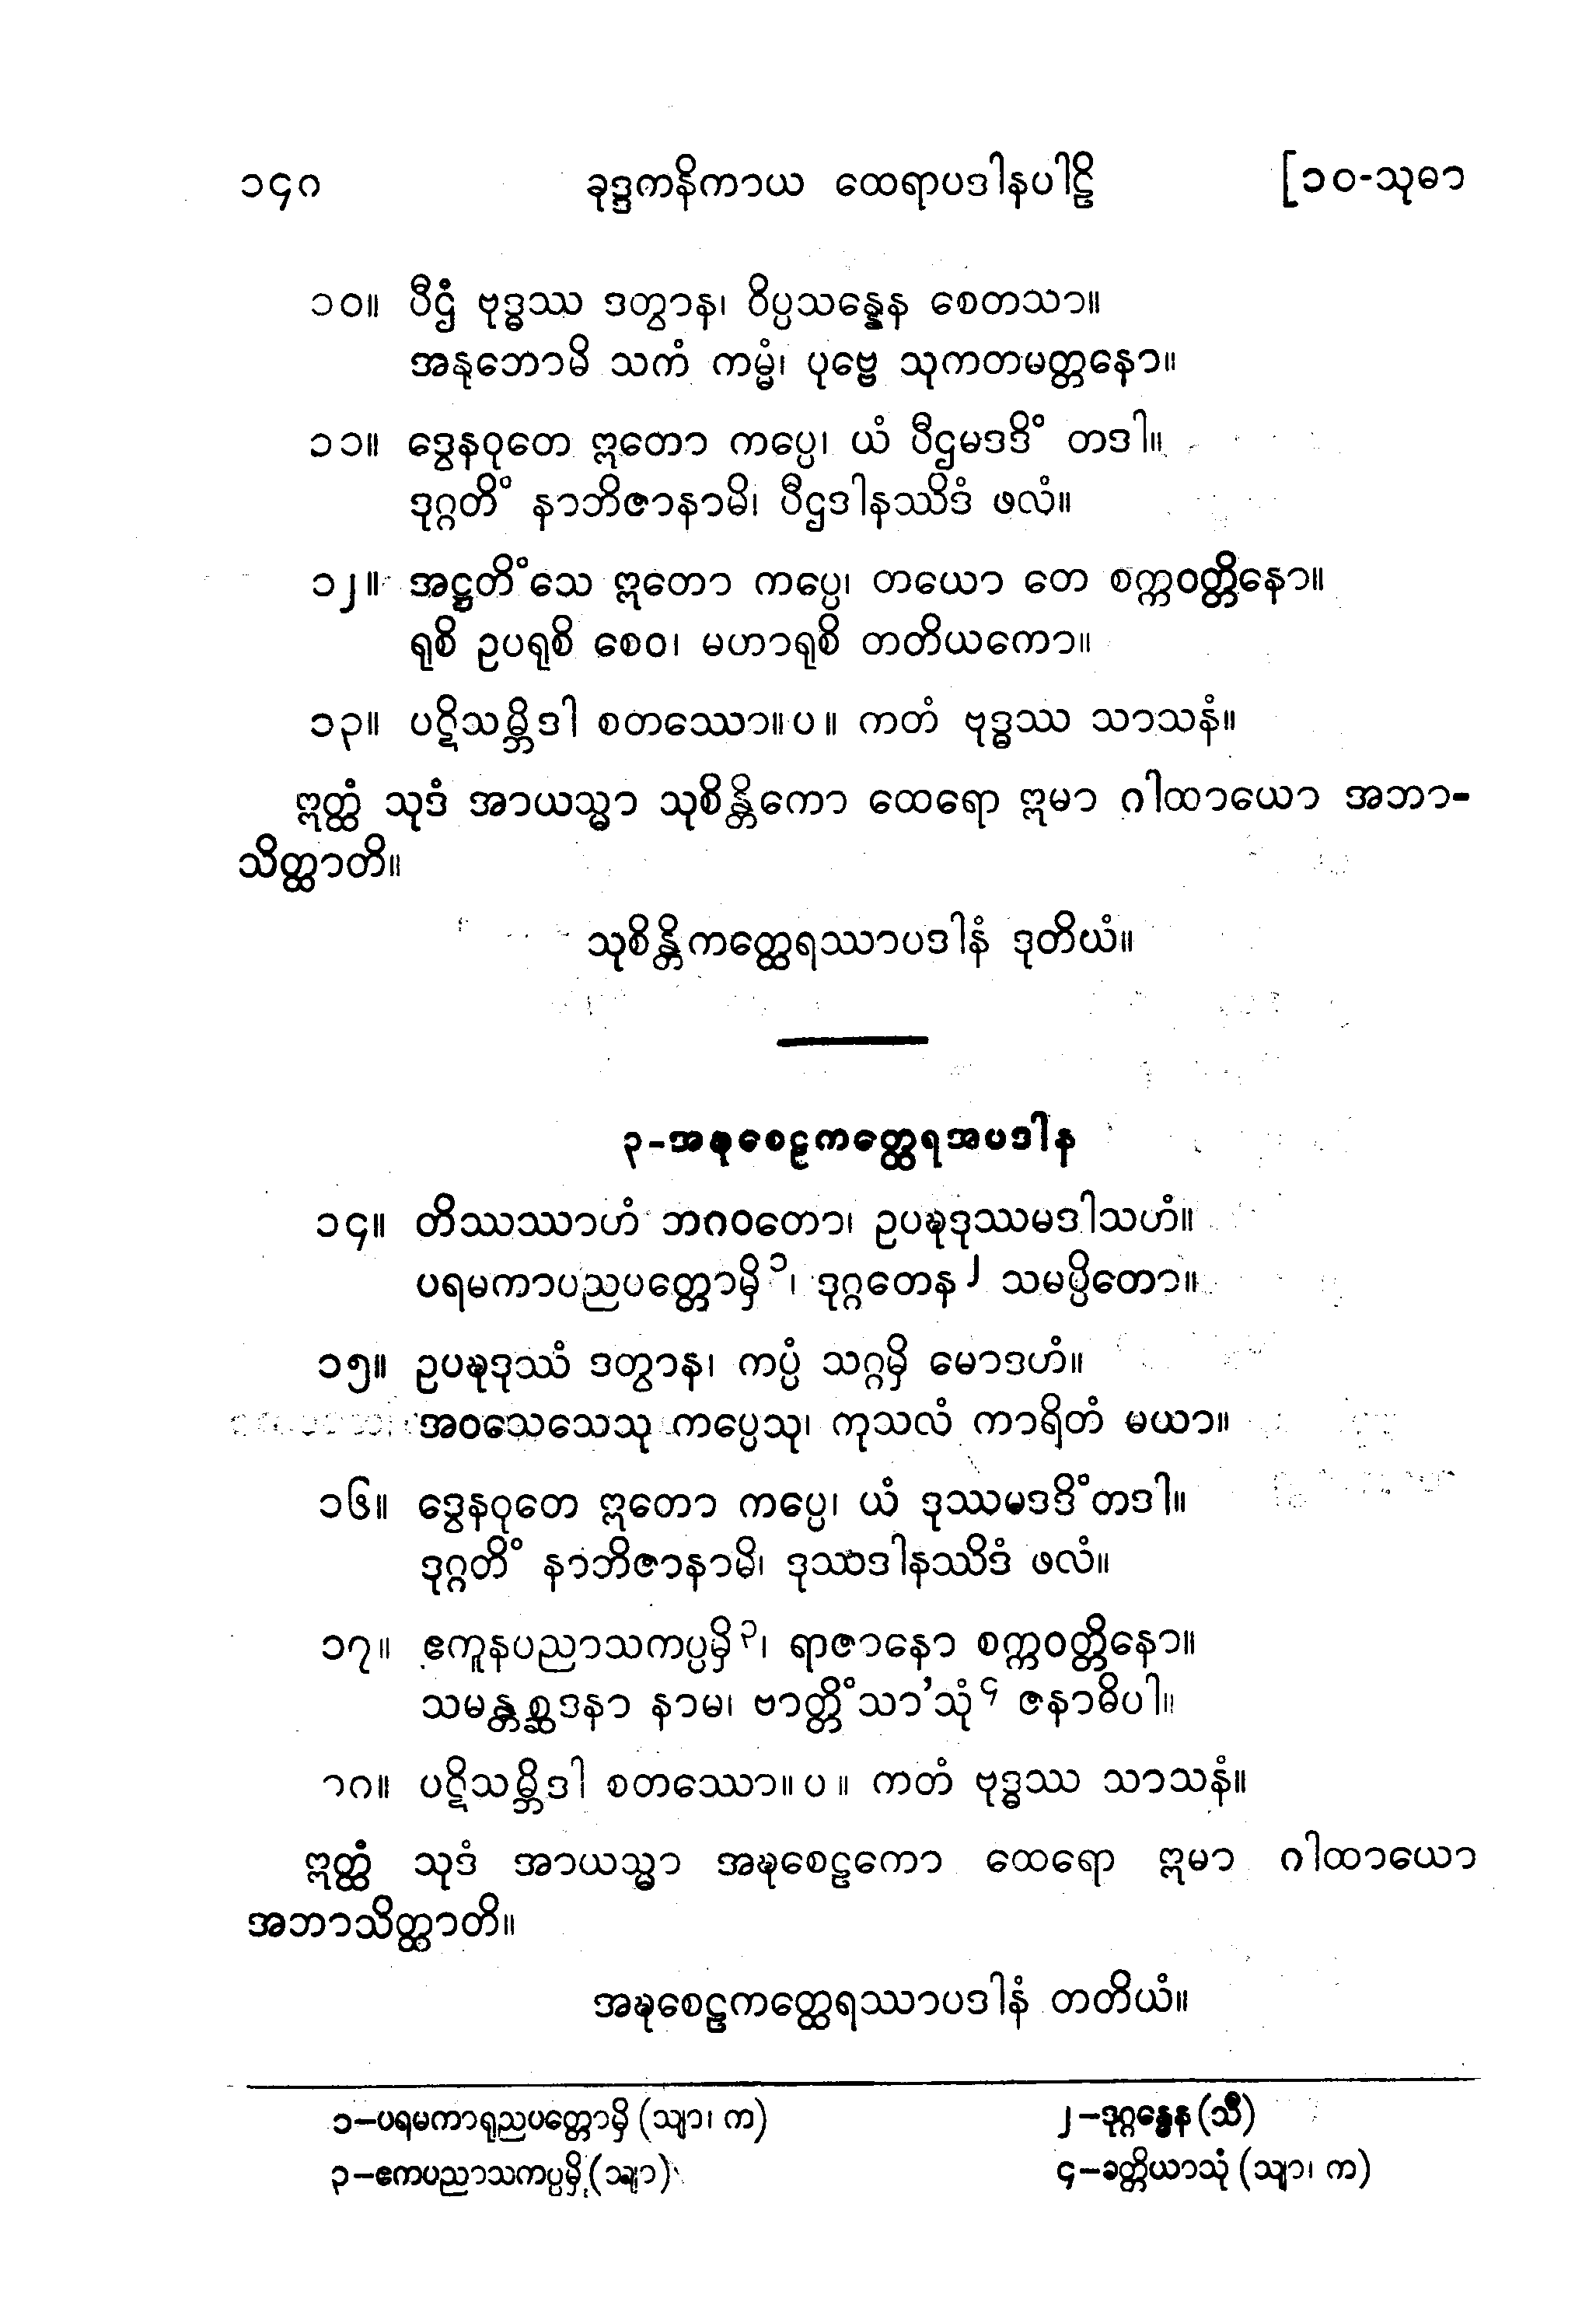 ၁၄၈ ခုဒ္ဒကနိကာယ ထေရာပဒါနပါဠိ [၁၀-သုဓာ
၁၀။ ပီဌံ ဗုဒ္ဓဿ ဒတွာန၊ ဝိပ္ပသန္နေန စေတသာ။
အနုဘောမိ သကံ ကမ္မံ၊ ပုဗ္ဗေ သုကတမတ္တနော။
၁၁။ ဒွေနဝုတေ ဣတော ကပ္ပေ၊ ယံ ပီဌမဒဒိံ တဒါ။
ဒုဂ္ဂတိံ နာဘိဇာနာမိ၊ ပီဌဒါနဿိဒံ ဖလံ။
၁၂။ အဋ္ဌတိံသေ ဣတော ကပ္ပေ၊ တယော တေ စက္ကဝတ္တိနော။
ရုစိ ဥပရုစိ စေဝ၊ မဟာရုစိ တတိယကော။
၁၃။ ပဋိသမ္ဘိဒါ စတဿော။ပ။ ကတံ ဗုဒ္ဓဿ သာသနံ။
ဣတ္ထံ သုဒံ အာယသ္မာ သုစိန္တိကော ထေရော ဣမာ ဂါထာယော အဘာ-
သိတ္ထာတိ။
သုစိန္တိကတ္ထေရဿာပဒါနံ ဒုတိယံ။
၃-အဍ္ဎစေဠကတ္ထေရအပဒါန
၁၄။ တိဿဿာဟံ ဘဂဝတော၊ ဥပဍ္ဎဒုဿမဒါသဟံ။
ပရမကာပညပတ္တောမှိ၁၊ ဒုဂ္ဂတေန၂ သမပ္ပိတော။
၁၅။ ဥပဍ္ဎဒုဿံ ဒတွာန၊ ကပ္ပံ သဂ္ဂမှိ မောဒဟံ။
အဝသေသေသု ကပ္ပေသု၊ ကုသလံ ကာရိတံ မယာ။
၁၆။ ဒွေနဝုတေ ဣတော ကပ္ပေ၊ ယံ ဒုဿမဒဒိံတဒါ။
ဒုဂ္ဂတိံ နာဘိဇာနာမိ၊ ဒုဿဒါနဿိဒံ ဖလံ။
၁၇။ ဧကူနပညာသကပ္ပမှိ၃၊ ရာဇာနော စက္ကဝတ္တိနော။
သမန္တစ္ဆဒနာ နာမ၊ ဗာတ္တိံသာ’သုံ၄ ဇနာဓိပါ။
၁၈။ ပဋိသမ္ဘိဒါ စတဿော။ပ။ ကတံ ဗုဒ္ဓဿ သာသနံ။
ဣတ္ထံ သုဒံ အာယသ္မာ အဍ္ဎစေဠကော ထေရော ဣမာ ဂါထာယော
အဘာသိတ္ထာတိ။
အဍ္ဎစေဠကတ္ထေရဿာပဒါနံ တတိယံ။
၁–ပရမကာရုညပတ္တောမှိ (သျာ၊ က) ၂–ဒုဂ္ဂန္ဓေန (သီ)
၃–ဧကပညာသကပ္ပမှိ (သျာ) ၄–ခတ္တိယာသုံ (သျာ၊ က)